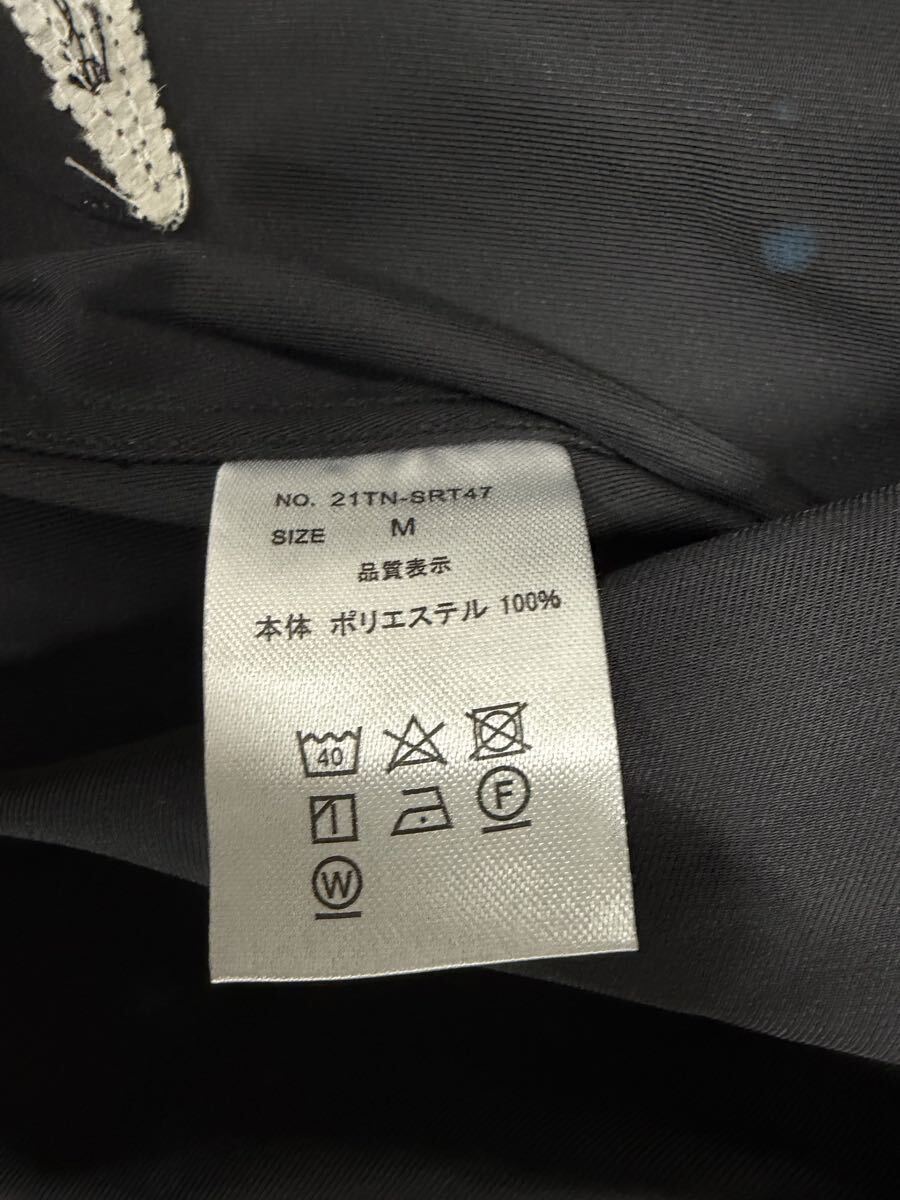 NO. 21TN-SRT47
SIZE M
品質表示
本体 ポリエステル 100%
40
F
W